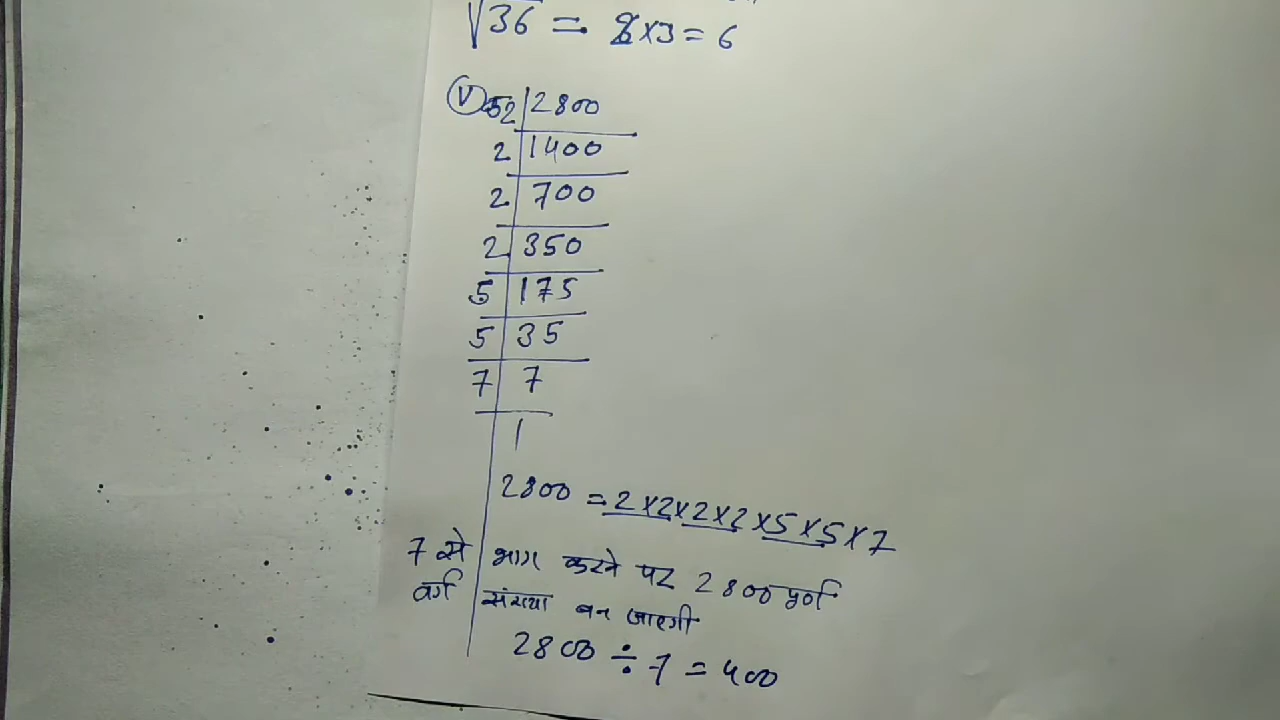 √36 = 2×3 = 6
(V) 2 | 2800
2 | 1400
2 | 700
2 | 350
5 | 175
5 | 35
7 | 7
1
2800 = 2×2×2×2×5×5×7
7 से भाग करने पर 2800 पूर्ण
वर्ग संख्या बन जाएगी
2800 ÷ 7 = 400